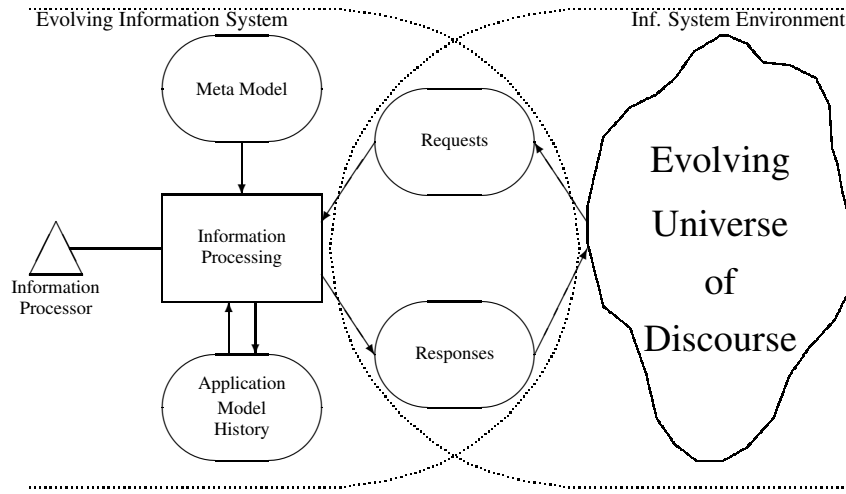 Evolving Information System
Inf. System Environment
Meta Model
Requests
Evolving
Universe
of
Discourse
Information
Processing
Information
Processor
Responses
Application
Model
History